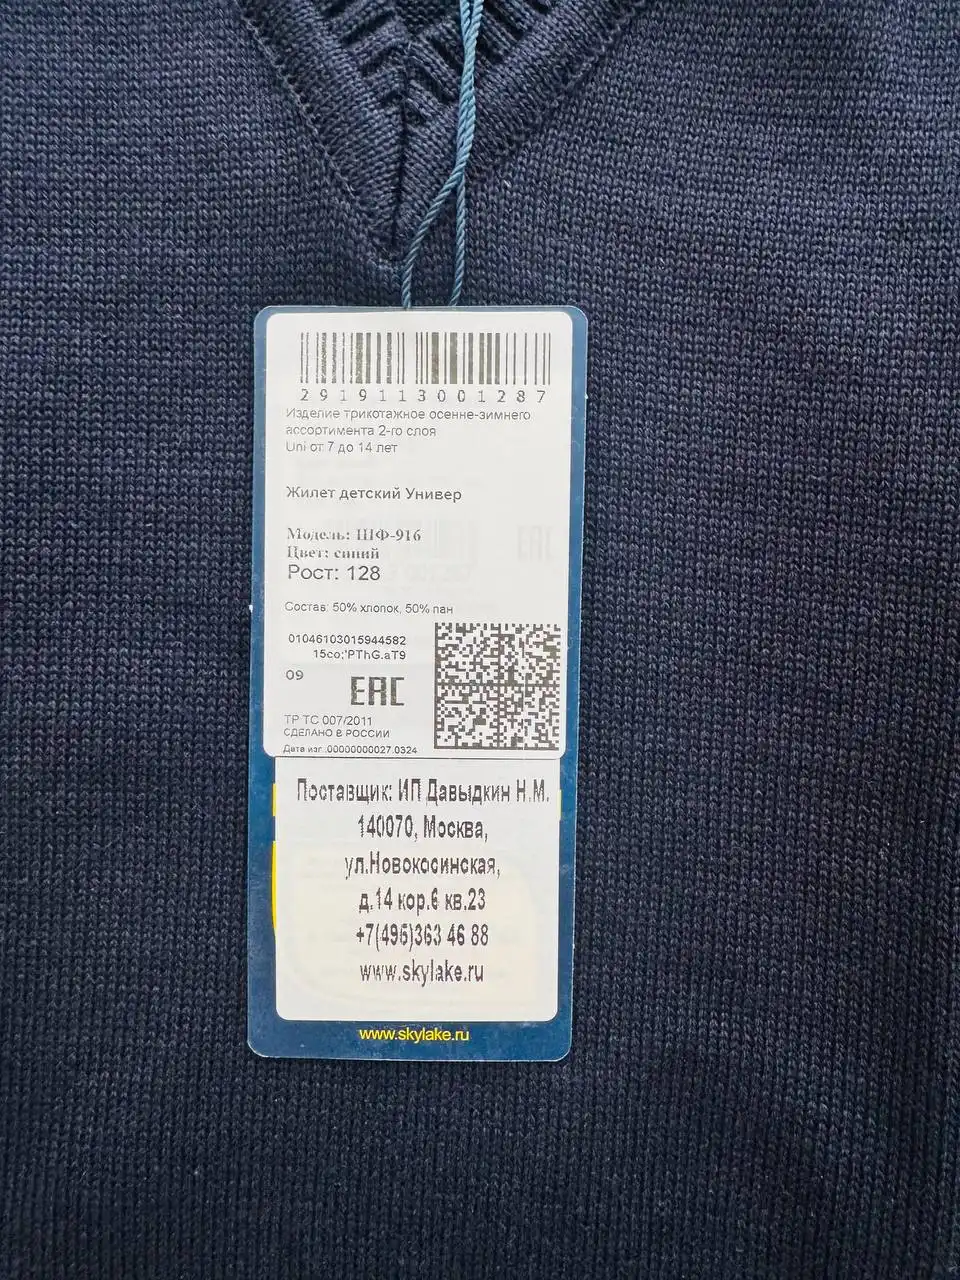 2919113001287
Изделие трикотажное осенне-зимнего
ассортимента 2-го слоя
Uni от 7 до 14 лет
Жилет детский Универ
Модель: ШФ-916
Цвет: синий
Рост: 128
Состав: 50% хлопок, 50% пан
01046103015944582
15co;'PThG.aT9
09
EAC
ТР ТС 007/2011
СДЕЛАНО В РОССИИ
Дата изг.:00000000027.0324
Поставщик: ИП Давыдкин Н.М.
140070, Москва,
ул.Новокосинская,
д.14 кор.6 кв.23
+7(495)363 46 88
www.skylake.ru
www.skylake.ru